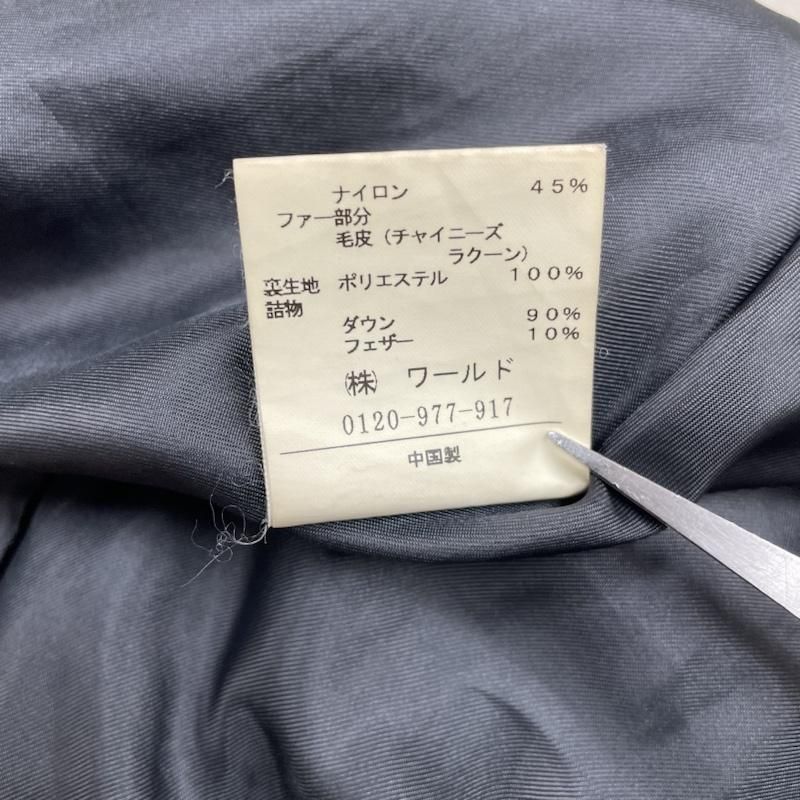 ナイロン 45%
ファー部分
毛皮（チャイニーズ
ラクーン）
裏生地 ポリエステル 100%
詰物
ダウン 90%
フェザー 10%
㈱ ワールド
0120-977-917
中国製